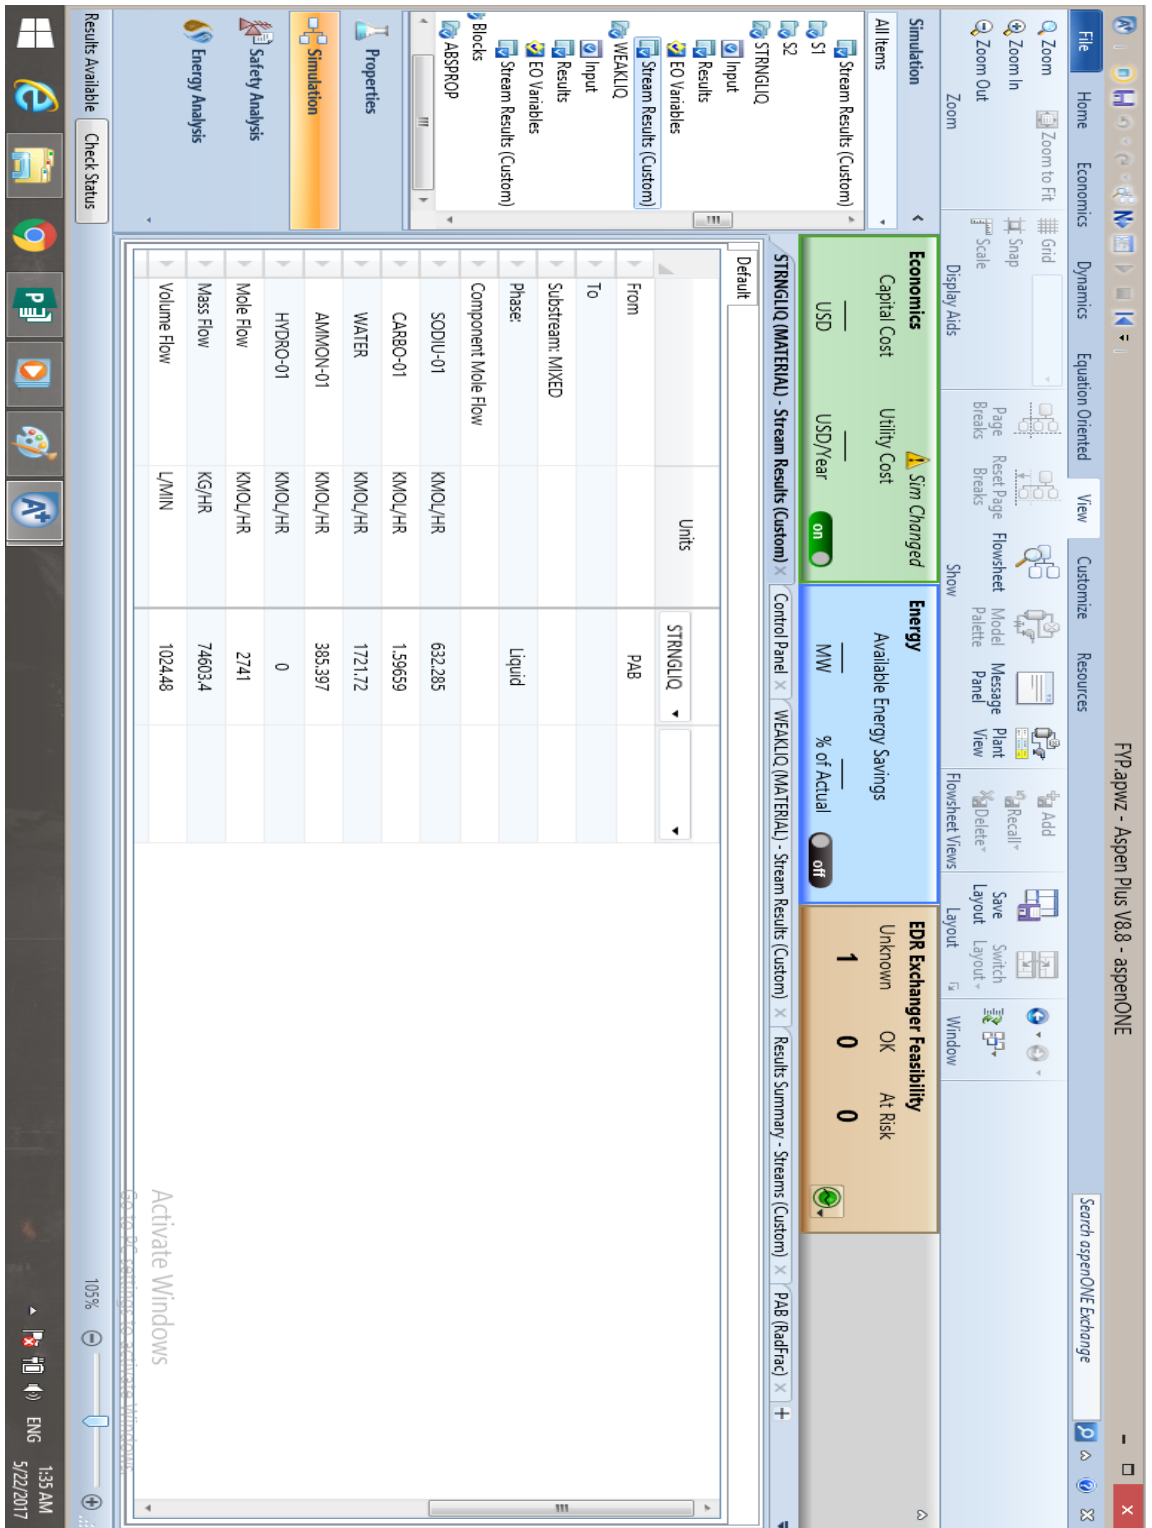 FYP.apwz - Aspen Plus V8.8 - aspenONE
File Home Economics Dynamics Equation Oriented View Customize Resources
Search aspenONE Exchange
Zoom
Zoom In
Zoom Out
Zoom to Fit
Zoom
Grid
Snap
Scale
Display Aids
Page Breaks
Reset Page Breaks
Flowsheet
Model Palette
Message Panel
Plant View
Show
Add
Recall
Delete
Flowsheet Views
Save Layout
Switch Layout
Layout
Window
Simulation
All Items
Stream Results (Custom)
S1
S2
STRNGLIQ
Input
Results
EO Variables
Stream Results (Custom)
WEAKLIQ
Input
Results
EO Variables
Stream Results (Custom)
Blocks
ABSPROP
Properties
Simulation
Safety Analysis
Energy Analysis
Economics
Sim Changed
Capital Cost Utility Cost
USD USD/Year on
Energy
Available Energy Savings
MW % of Actual off
EDR Exchanger Feasibility
Unknown OK At Risk
1 0 0
STRNGLIQ (MATERIAL) - Stream Results (Custom) Control Panel WEAKLIQ (MATERIAL) - Stream Results (Custom) Results Summary - Streams (Custom) PAB (RadFrac)
Default
Units STRNGLIQ
From PAB
To
Substream: MIXED
Phase: Liquid
Component Mole Flow
SODIU-01 KMOL/HR 632.285
CARBO-01 KMOL/HR 1.59659
WATER KMOL/HR 1721.72
AMMON-01 KMOL/HR 385.397
HYDRO-01 KMOL/HR 0
Mole Flow KMOL/HR 2741
Mass Flow KG/HR 74603.4
Volume Flow L/MIN 1024.48
Activate Windows
Go to PC settings to activate Windows.
Results Available Check Status
105%
ENG
1:35 AM
5/22/2017